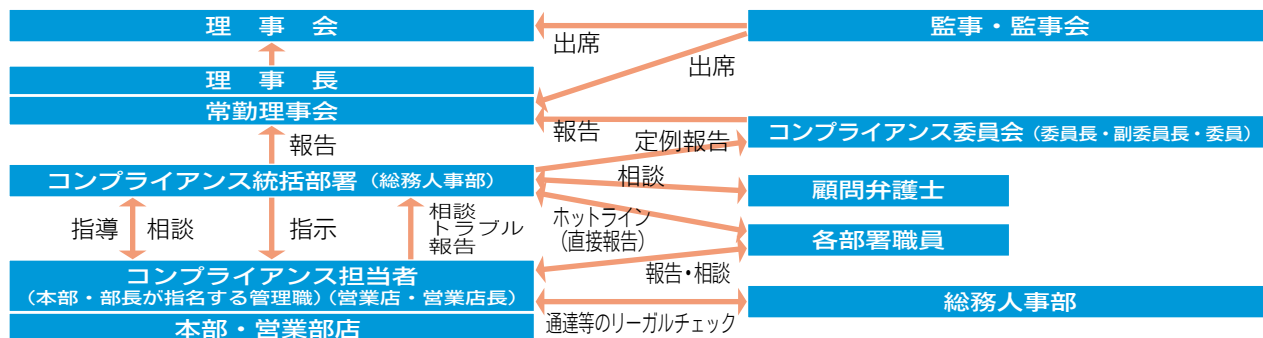 理事会
監事・監事会
出席
出席
理事長
常勤理事会
報告
報告
定例報告
コンプライアンス委員会（委員長・副委員長・委員）
コンプライアンス統括部署（総務人事部）
相談
顧問弁護士
指導
相談
指示
相談
トラブル
報告
ホットライン
（直接報告）
各部署職員
コンプライアンス担当者
（本部・部長が指名する管理職）（営業店・営業店長）
報告・相談
総務人事部
本部・営業部店
通達等のリーガルチェック